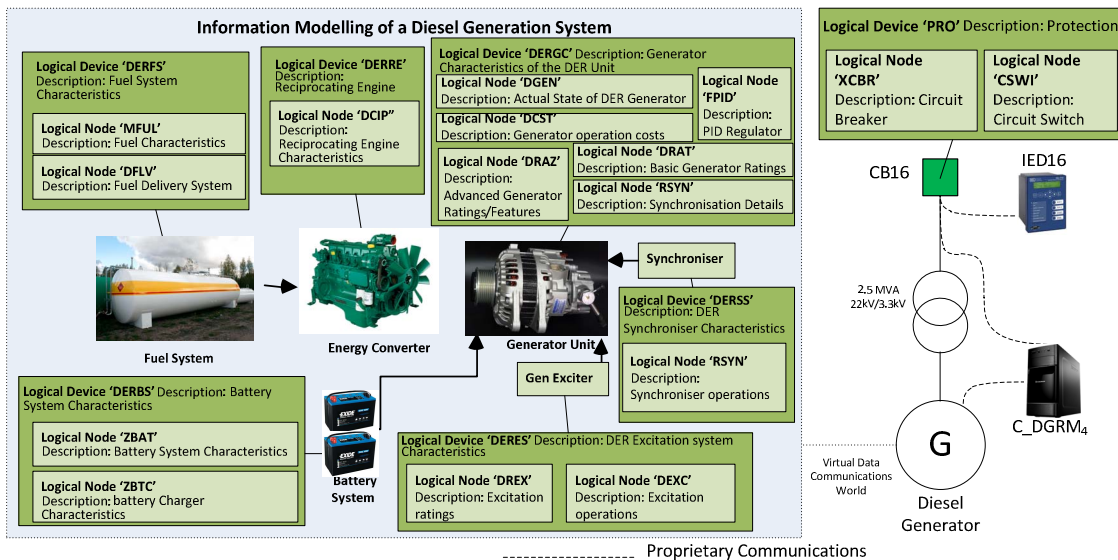 Information Modelling of a Diesel Generation System
Logical Device ‘DERFS’
Description: Fuel System
Characteristics
Logical Node ‘MFUL’
Description: Fuel Characteristics
Logical Node ‘DFLV’
Description: Fuel Delivery System
Logical Device ‘DERRE’
Description:
Reciprocating Engine
Logical Node ‘DCIP”
Description:
Reciprocating Engine
Characteristics
Logical Device ‘DERGC’ Description: Generator
Characteristics of the DER Unit
Logical Node ‘DGEN’
Description: Actual State of DER Generator
Logical Node ‘DCST’
Description: Generator operation costs
Logical Node
‘FPID’
Description:
PID Regulator
Logical Node ‘DRAZ’
Description:
Advanced Generator
Ratings/Features
Logical Node ‘DRAT’
Description: Basic Generator Ratings
Logical Node ‘RSYN’
Description: Synchronisation Details
Logical Device ‘PRO’ Description: Protection
Logical Node
‘XCBR’
Description: Circuit
Breaker
Logical Node
‘CSWI’
Description:
Circuit Switch
Fuel System
Energy Converter
Generator Unit
Synchroniser
Gen Exciter
Logical Device ‘DERSS’
Description: DER
Synchroniser Characteristics
Logical Node ‘RSYN’
Description:
Synchroniser operations
Logical Device ‘DERBS’ Description: Battery
System Characteristics
Logical Node ‘ZBAT’
Description: Battery System Characteristics
Logical Node ‘ZBTC’
Description: battery Charger
Characteristics
EXIDE
EXIDE
Battery
System
Logical Device ‘DERES’ Description: DER Excitation system
Characteristics
Logical Node ‘DREX’
Description: Excitation
ratings
Logical Node ‘DEXC’
Description: Excitation
operations
CB16
IED16
2.5 MVA
22kV/3.3kV
C_DGRM4
G
Virtual Data
Communications
World
Diesel
Generator
Proprietary Communications